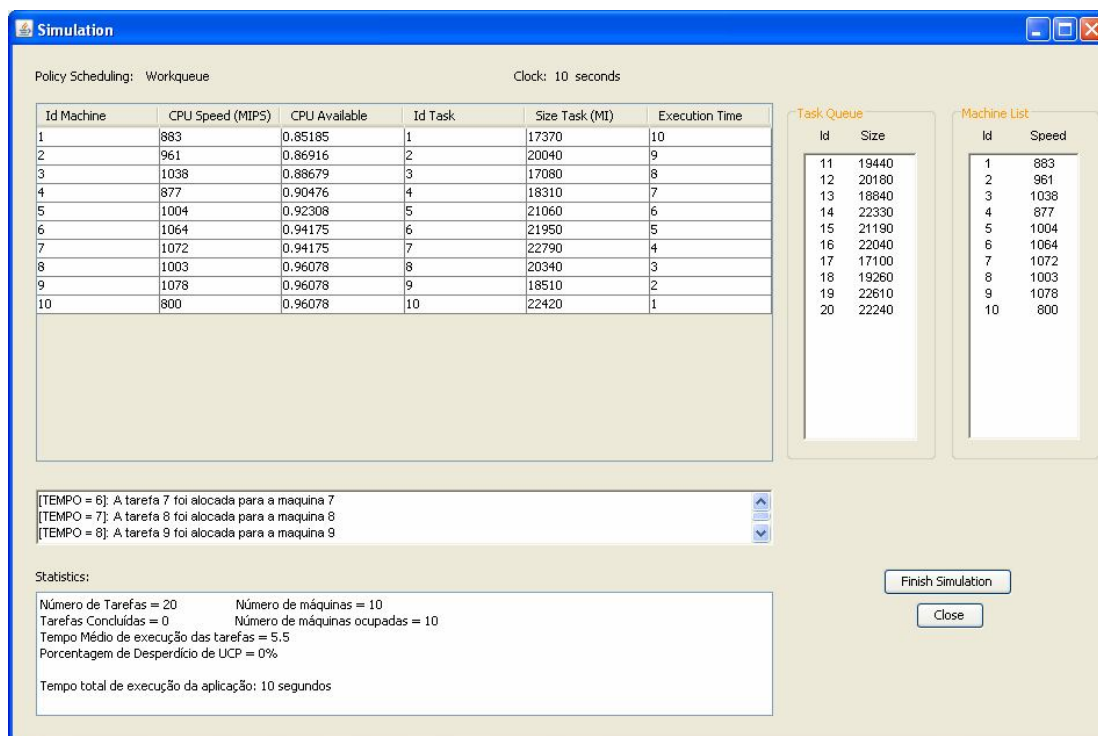 Simulation
Policy Scheduling: Workqueue Clock: 10 seconds
Id Machine CPU Speed (MIPS) CPU Available Id Task Size Task (MI) Execution Time
1 883 0.85185 1 17370 10
2 961 0.86916 2 20040 9
3 1038 0.88679 3 17080 8
4 877 0.90476 4 18310 7
5 1004 0.92308 5 21060 6
6 1064 0.94175 6 21950 5
7 1072 0.94175 7 22790 4
8 1003 0.96078 8 20340 3
9 1078 0.96078 9 18510 2
10 800 0.96078 10 22420 1
Task Queue
Id Size
11 19440
12 20180
13 18840
14 22330
15 21190
16 22040
17 17100
18 19260
19 22610
20 22240
Machine List
Id Speed
1 883
2 961
3 1038
4 877
5 1004
6 1064
7 1072
8 1003
9 1078
10 800
[TEMPO = 6]: A tarefa 7 foi alocada para a maquina 7
[TEMPO = 7]: A tarefa 8 foi alocada para a maquina 8
[TEMPO = 8]: A tarefa 9 foi alocada para a maquina 9
Statistics:
Número de Tarefas = 20 Número de máquinas = 10
Tarefas Concluídas = 0 Número de máquinas ocupadas = 10
Tempo Médio de execução das tarefas = 5.5
Porcentagem de Desperdício de UCP = 0%
Tempo total de execução da aplicação: 10 segundos
Finish Simulation
Close